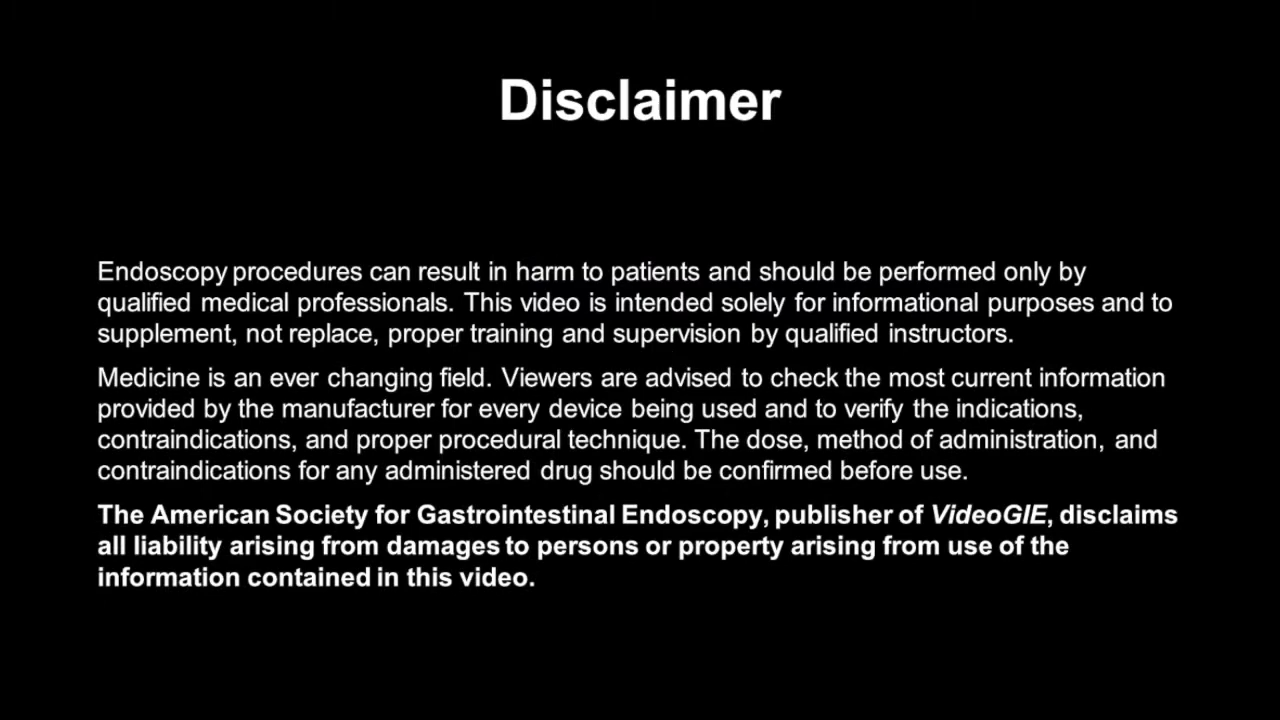 Disclaimer
Endoscopy procedures can result in harm to patients and should be performed only by
qualified medical professionals. This video is intended solely for informational purposes and to
supplement, not replace, proper training and supervision by qualified instructors.
Medicine is an ever changing field. Viewers are advised to check the most current information
provided by the manufacturer for every device being used and to verify the indications,
contraindications, and proper procedural technique. The dose, method of administration, and
contraindications for any administered drug should be confirmed before use.
The American Society for Gastrointestinal Endoscopy, publisher of VideoGIE, disclaims
all liability arising from damages to persons or property arising from use of the
information contained in this video.